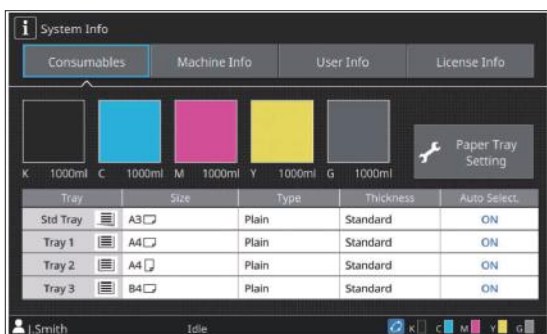 i System Info
Consumables Machine Info User Info License Info
K 1000ml C 1000ml M 1000ml Y 1000ml G 1000ml
Paper Tray
Setting
Tray Size Type Thickness Auto Select.
Std Tray A3 Plain Standard ON
Tray 1 A4 Plain Standard ON
Tray 2 A4 Plain Standard ON
Tray 3 B4 Plain Standard ON
J.Smith Idle K C M Y G